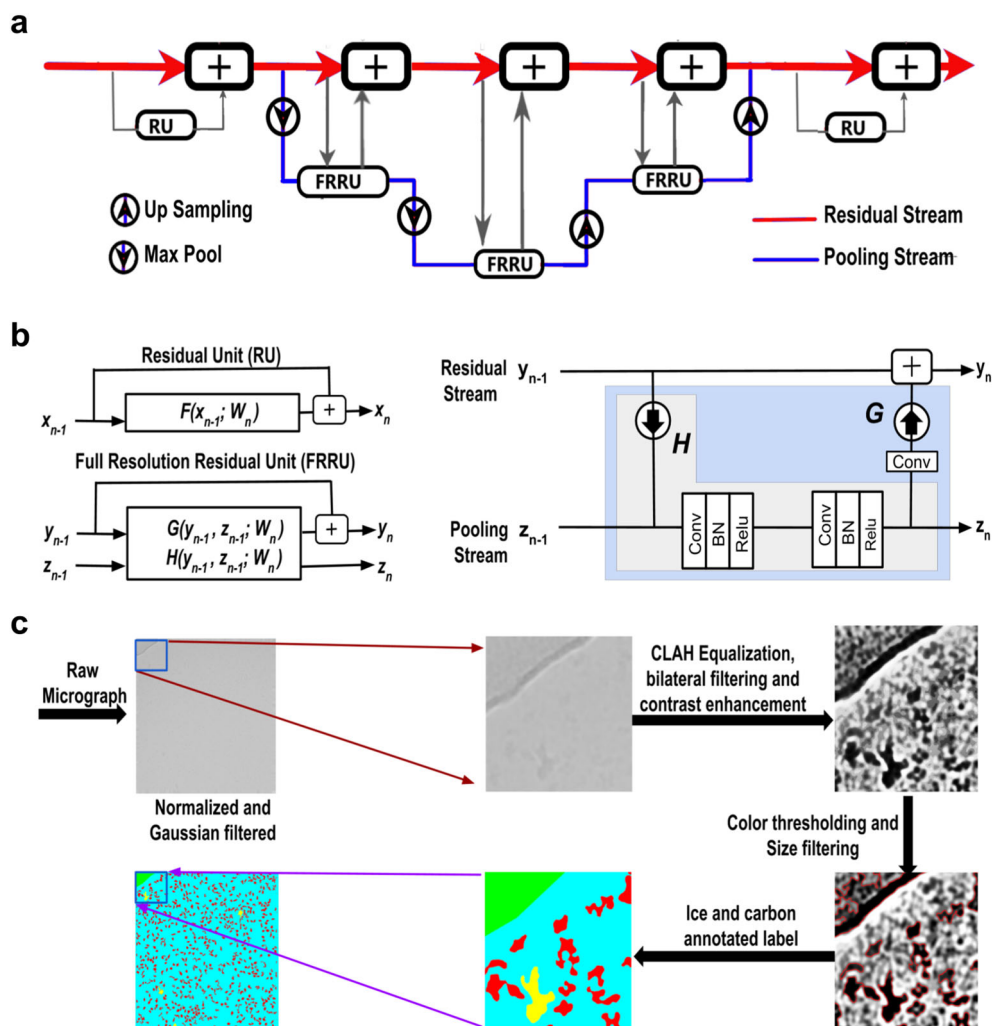 a
+ + + + +
RU
RU
FRRU
FRRU
FRRU
Up Sampling
Max Pool
Residual Stream
Pooling Stream
b
Residual Unit (RU)
F(xn-1; Wn)
+
xn-1
xn
Full Resolution Residual Unit (FRRU)
yn-1
G(yn-1, zn-1; Wn)
+
yn
zn-1
H(yn-1, zn-1; Wn)
zn
Residual
Stream
yn-1
+
yn
H
G
Conv
Pooling
Stream
zn-1
Conv
BN
Relu
Conv
BN
Relu
zn
c
Raw
Micrograph
Normalized and
Gaussian filtered
CLAH Equalization,
bilateral filtering and
contrast enhancement
Color thresholding and
Size filtering
Ice and carbon
annotated label